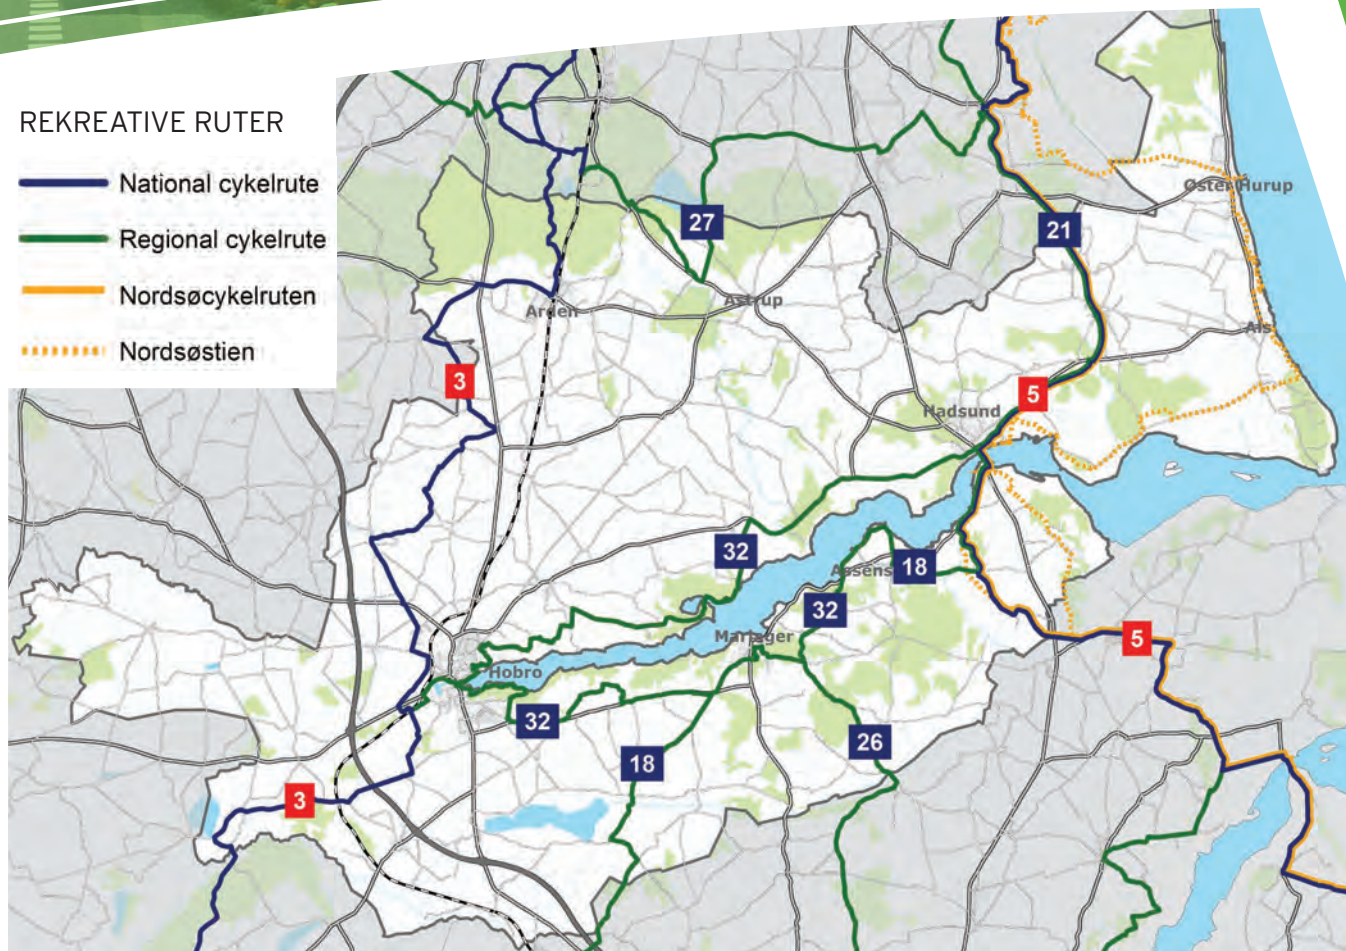 REKREATIVE RUTER
National cykelrute
Regional cykelrute
Nordsøcykelruten
Nordsøstien
Øster Hurup
27
21
Astrup
Arden
Als
3
5
Hadsund
32
Assens
18
32
Mariager
5
Hobro
32
26
18
3